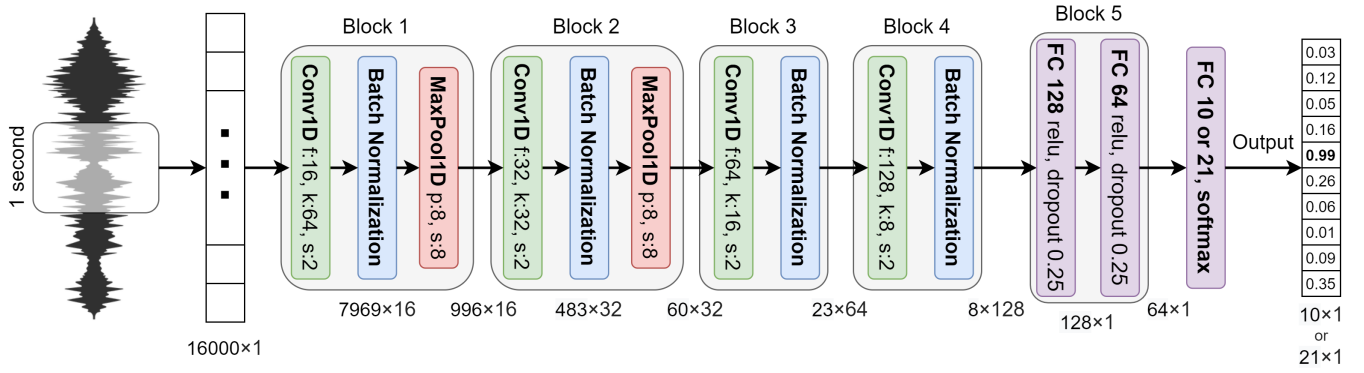 1 second
16000×1
Block 1
Conv1D f:16, k:64, s:2
Batch Normalization
MaxPool1D p:8, s:8
7969×16
996×16
Block 2
Conv1D f:32, k:32, s:2
Batch Normalization
MaxPool1D p:8, s:8
483×32
60×32
Block 3
Conv1D f:64, k:16, s:2
Batch Normalization
23×64
Block 4
Conv1D f:128, k:8, s:2
Batch Normalization
8×128
Block 5
FC 128 relu, dropout 0.25
FC 64 relu, dropout 0.25
128×1
64×1
FC 10 or 21, softmax
Output
0.03
0.12
0.05
0.16
0.99
0.26
0.06
0.01
0.09
0.35
10×1
or
21×1